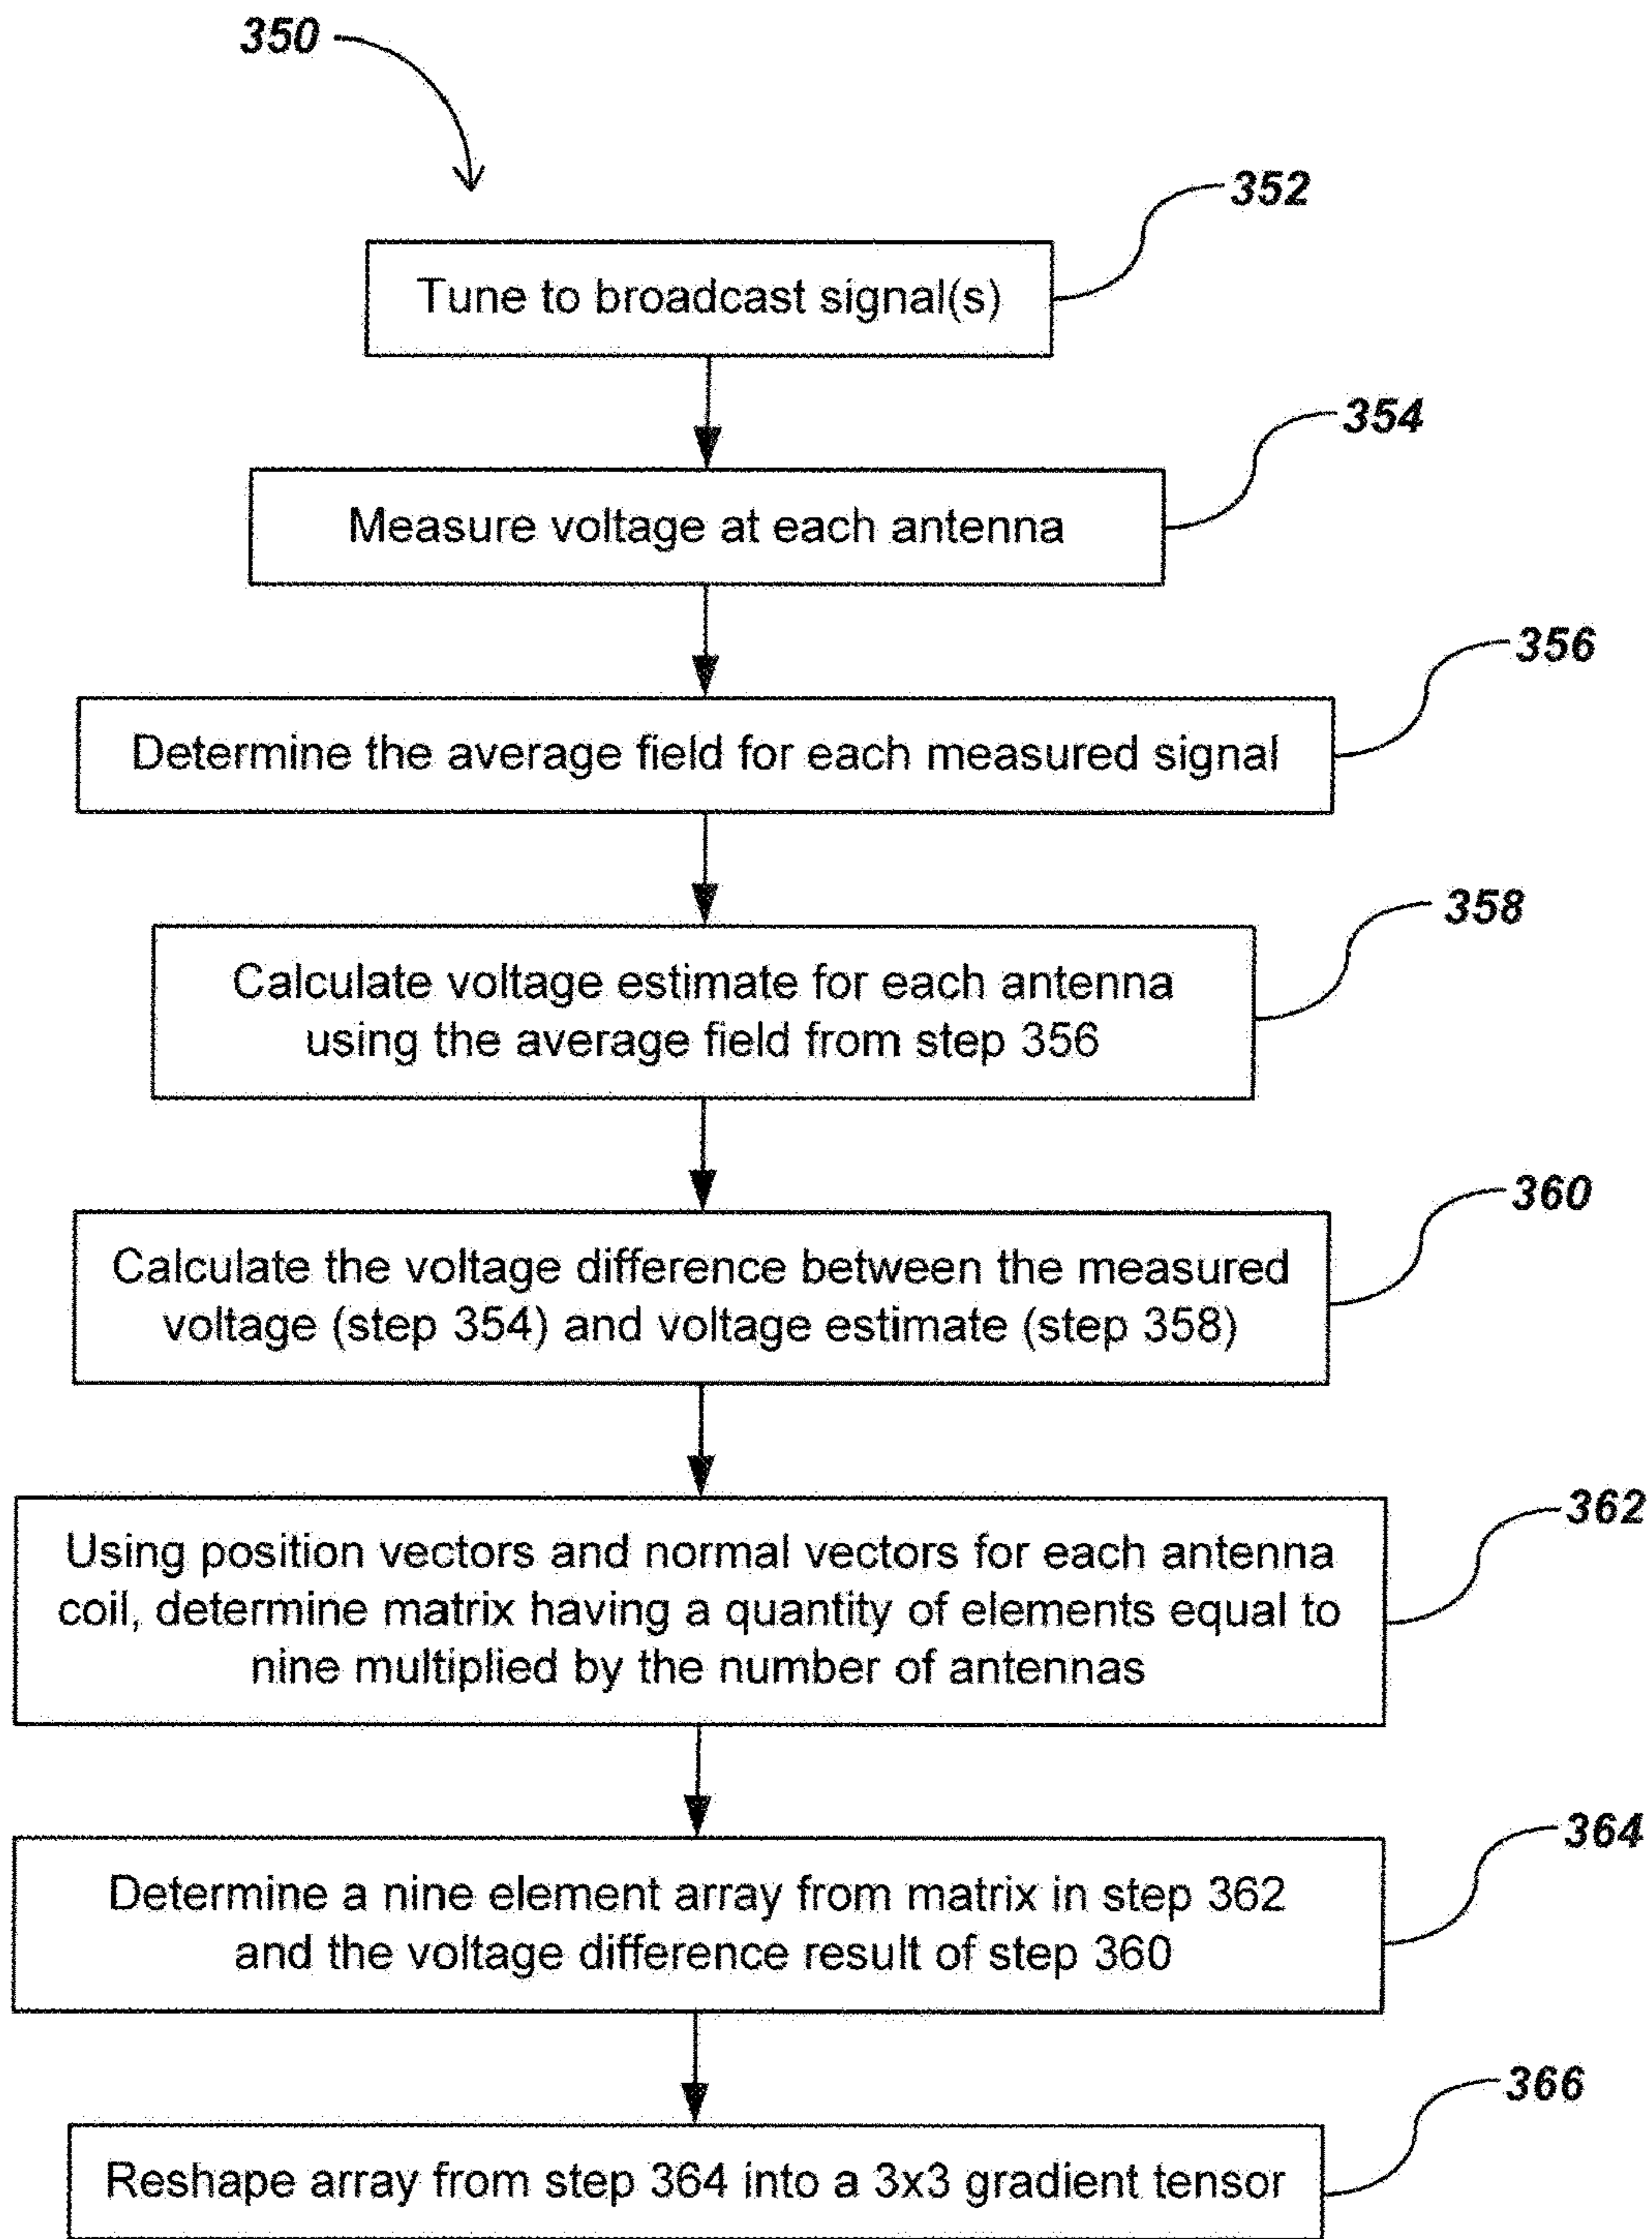 350
352
Tune to broadcast signal(s)
354
Measure voltage at each antenna
356
Determine the average field for each measured signal
358
Calculate voltage estimate for each antenna
using the average field from step 356
360
Calculate the voltage difference between the measured
voltage (step 354) and voltage estimate (step 358)
362
Using position vectors and normal vectors for each antenna
coil, determine matrix having a quantity of elements equal to
nine multiplied by the number of antennas
364
Determine a nine element array from matrix in step 362
and the voltage difference result of step 360
366
Reshape array from step 364 into a 3x3 gradient tensor